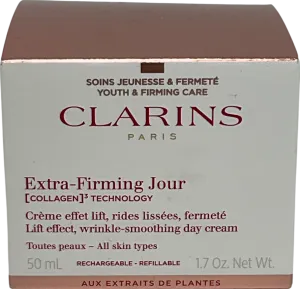 SOINS JEUNESSE & FERMETÉ
YOUTH & FIRMING CARE
CLARINS
PARIS
Extra-Firming Jour
[COLLAGEN]³ TECHNOLOGY
Crème effet lift, rides lissées, fermeté
Lift effect, wrinkle-smoothing day cream
Toutes peaux – All skin types
50 mL RECHARGEABLE - REFILLABLE 1.7 Oz. Net Wt.
AUX EXTRAITS DE PLANTES